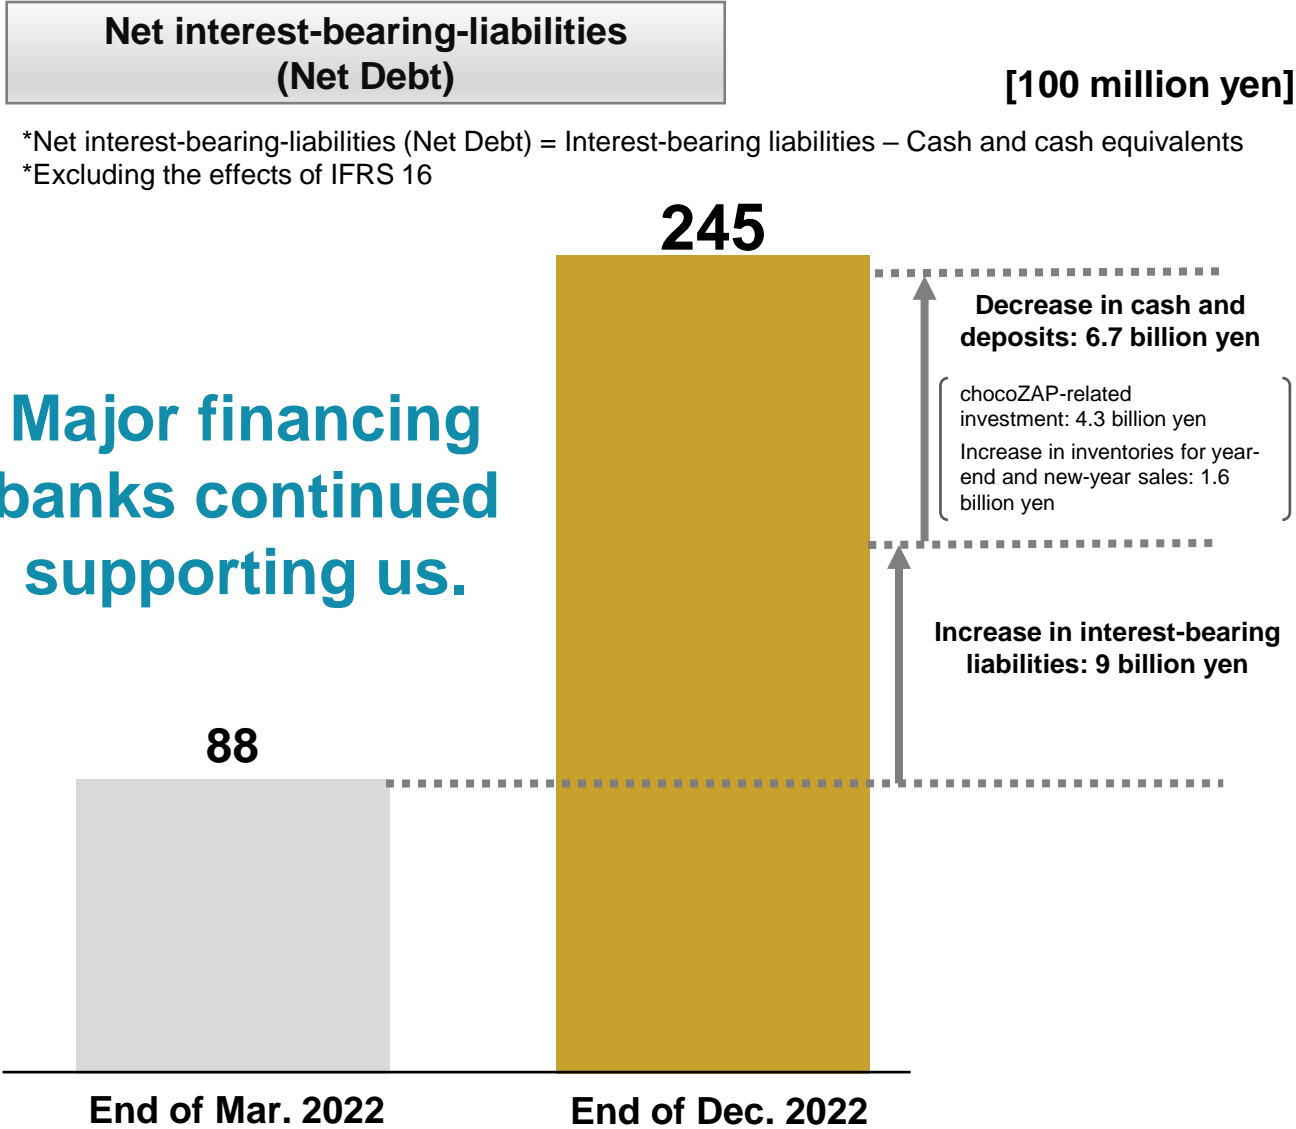 Net interest-bearing-liabilities
(Net Debt)
[100 million yen]
*Net interest-bearing-liabilities (Net Debt) = Interest-bearing liabilities – Cash and cash equivalents
*Excluding the effects of IFRS 16
245
Decrease in cash and
deposits: 6.7 billion yen
chocoZAP-related
investment: 4.3 billion yen
Increase in inventories for year-
end and new-year sales: 1.6
billion yen
Major financing
banks continued
supporting us.
Increase in interest-bearing
liabilities: 9 billion yen
88
End of Mar. 2022
End of Dec. 2022